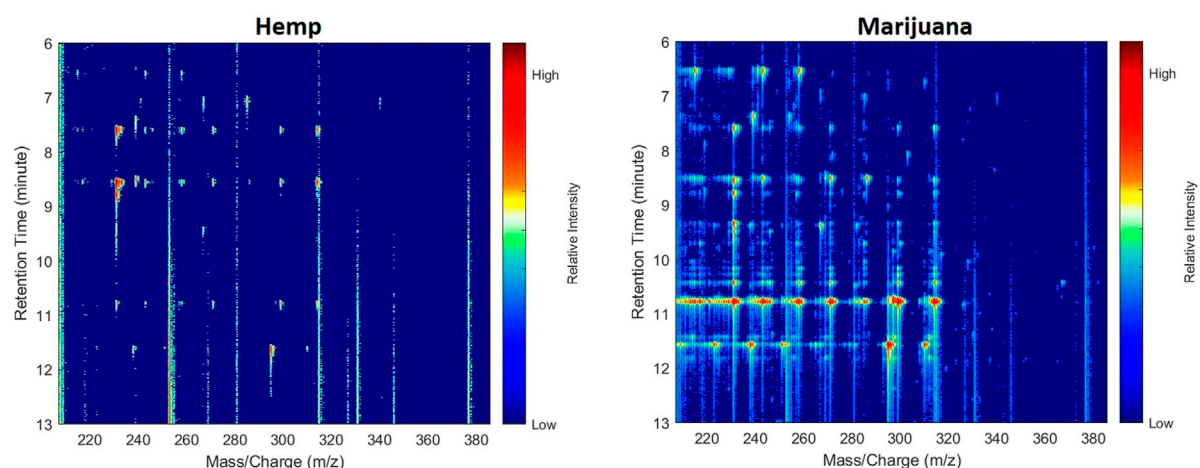 Hemp
Marijuana
6
7
8
9
10
11
12
13
Retention Time (minute)
220 240 260 280 300 320 340 360 380
Mass/Charge (m/z)
High
Low
Relative Intensity
6
7
8
9
10
11
12
13
Retention Time (minute)
220 240 260 280 300 320 340 360 380
Mass/Charge (m/z)
High
Low
Relative Intensity